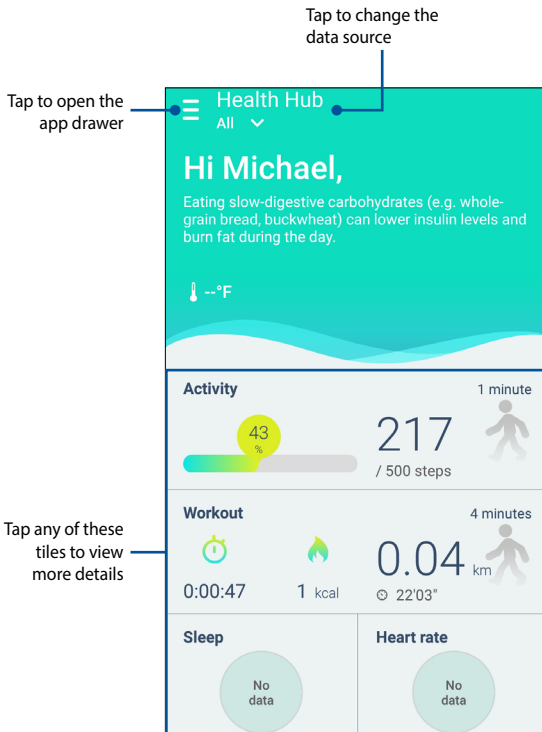 Tap to change the
data source
Tap to open the
app drawer
Health Hub
All
Hi Michael,
Eating slow-digestive carbohydrates (e.g. whole-
grain bread, buckwheat) can lower insulin levels and
burn fat during the day.
--°F
Activity
1 minute
43
%
217
/ 500 steps
Tap any of these
tiles to view
more details
Workout
4 minutes
0:00:47
1 kcal
0.04 km
22'03"
Sleep
Heart rate
No
data
No
data